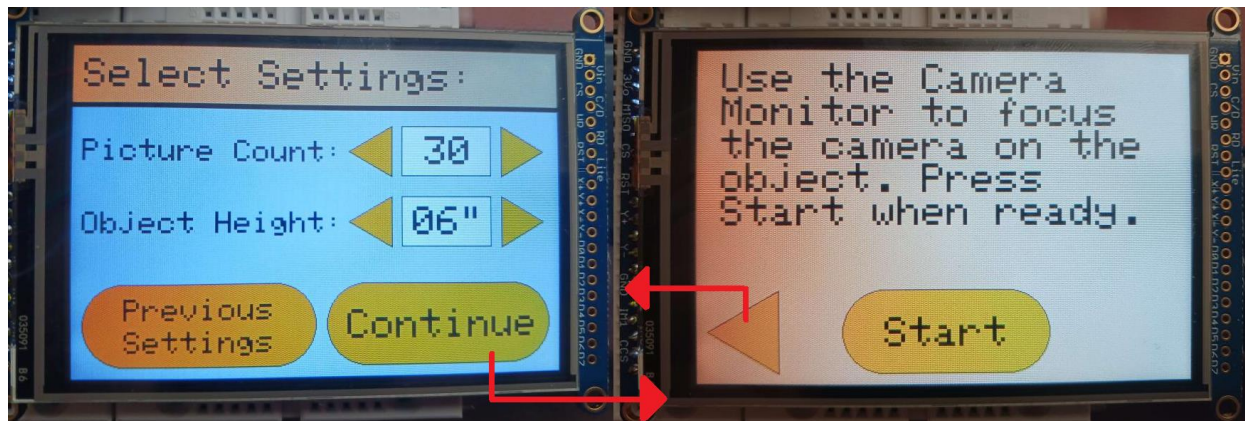 Select Settings:
Picture Count: 30
Object Height: 06"
Previous
Settings
Continue
Use the Camera
Monitor to focus
the camera on the
object. Press
Start when ready.
Start